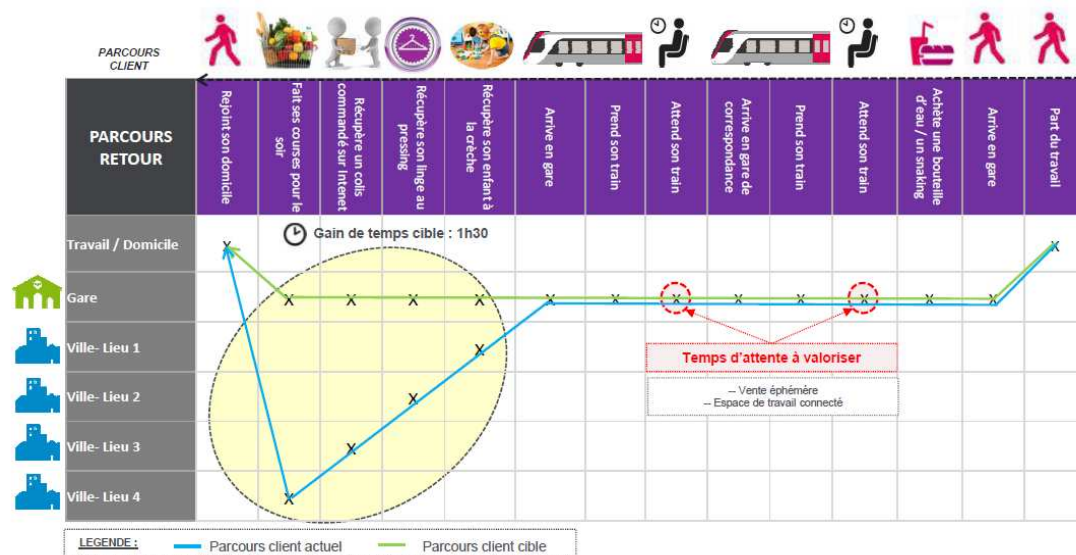 PARCOURS
CLIENT
PARCOURS
RETOUR
Rejoint son domicile
Fait ses courses pour le
soir
Récupère un colis
commandé sur Intenet
Récupère son linge au
pressing
Récupère son enfant à
la crèche
Arrive en gare
Prend son train
Attend son train
Arrive en gare de
correspondance
Prend son train
Attend son train
Achète une bouteille
d'eau / un snaking
Arrive en gare
Part du travail
Travail / Domicile
Gain de temps cible : 1h30
X
X
Gare
X X X X X X X X X X X X
Ville- Lieu 1
X
Temps d'attente à valoriser
Ville- Lieu 2
X
-- Vente éphémère
-- Espace de travail connecté
Ville- Lieu 3
X
Ville- Lieu 4
X
LEGENDE :
Parcours client actuel
Parcours client cible